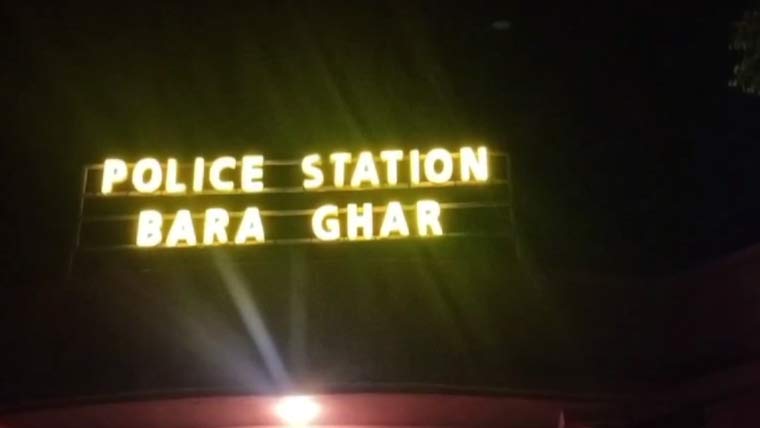 POLICE STATION
BARA GHAR